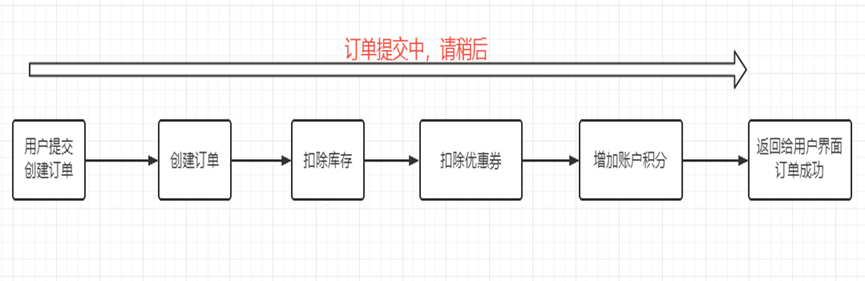 订单提交中，请稍后
用户提交
创建订单
创建订单
扣除库存
扣除优惠券
增加账户积分
返回给用户界面
订单成功